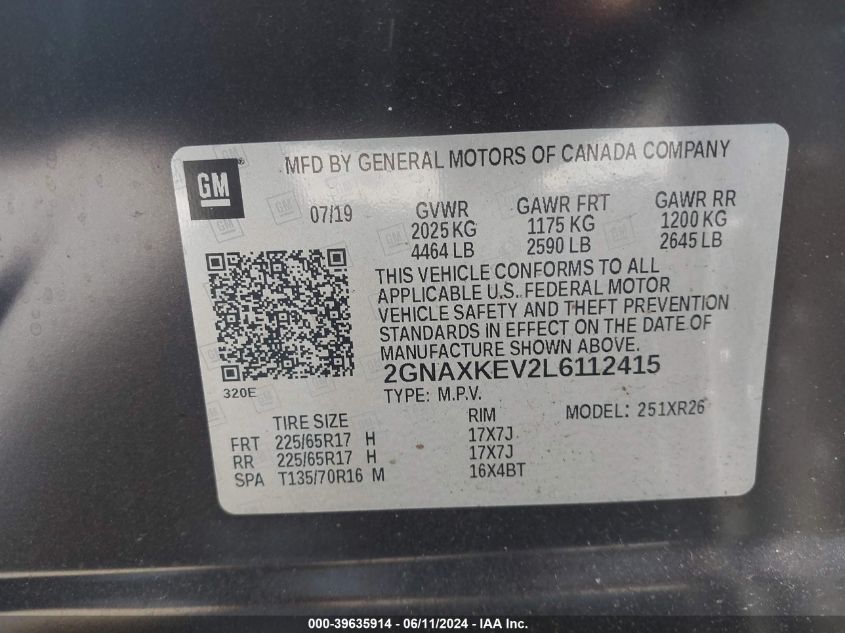 GM
MFD BY GENERAL MOTORS OF CANADA COMPANY
07/19
GVWR GAWR FRT GAWR RR
2025 KG 1175 KG 1200 KG
4464 LB 2590 LB 2645 LB
THIS VEHICLE CONFORMS TO ALL
APPLICABLE U.S. FEDERAL MOTOR
VEHICLE SAFETY AND THEFT PREVENTION
STANDARDS IN EFFECT ON THE DATE OF
MANUFACTURE SHOWN ABOVE.
2GNAXKEV2L6112415
320E
TYPE: M.P.V.
MODEL: 251XR26
TIRE SIZE RIM
FRT 225/65R17 H 17X7J
RR 225/65R17 H 17X7J
SPA T135/70R16 M 16X4BT
000-39635914 - 06/11/2024 - IAA Inc.